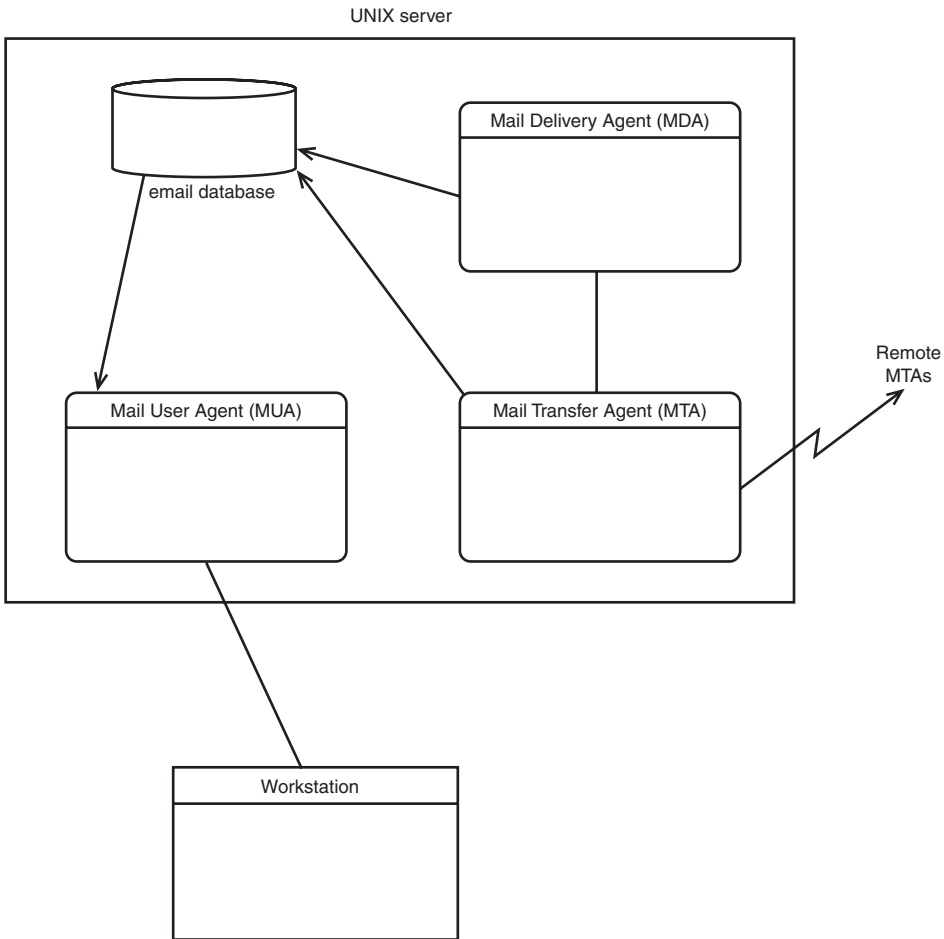 UNIX server
Mail Delivery Agent (MDA)
email database
Remote
MTAs
Mail User Agent (MUA)
Mail Transfer Agent (MTA)
Workstation